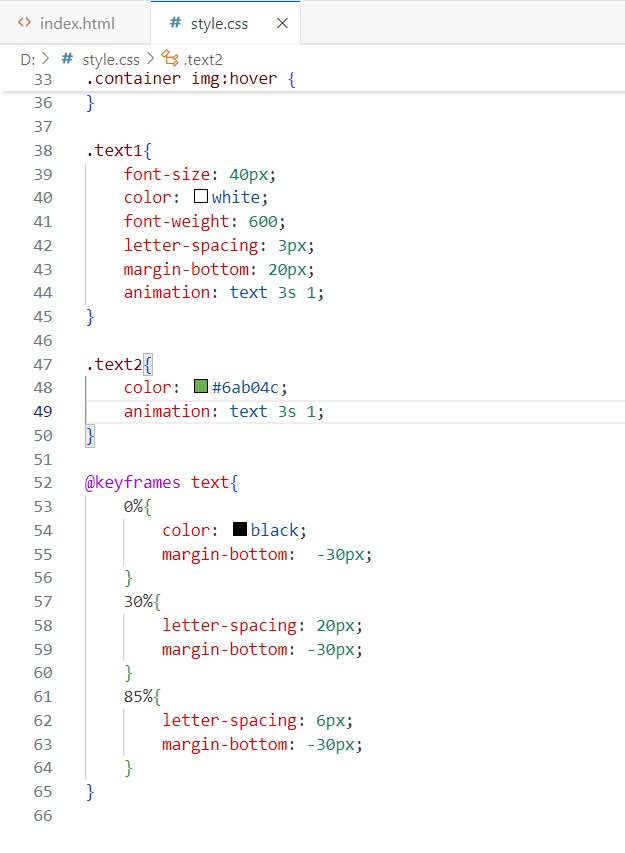 <> index.html # style.css ×
D: > # style.css > .text2
33 .container img:hover {
36 }
37
38 .text1{
39 font-size: 40px;
40 color: white;
41 font-weight: 600;
42 letter-spacing: 3px;
43 margin-bottom: 20px;
44 animation: text 3s 1;
45 }
46
47 .text2{
48 color: #6ab04c;
49 animation: text 3s 1;
50 }
51
52 @keyframes text{
53 0%{
54 color: black;
55 margin-bottom:  -30px;
56 }
57 30%{
58 letter-spacing: 20px;
59 margin-bottom: -30px;
60 }
61 85%{
62 letter-spacing: 6px;
63 margin-bottom: -30px;
64 }
65 }
66